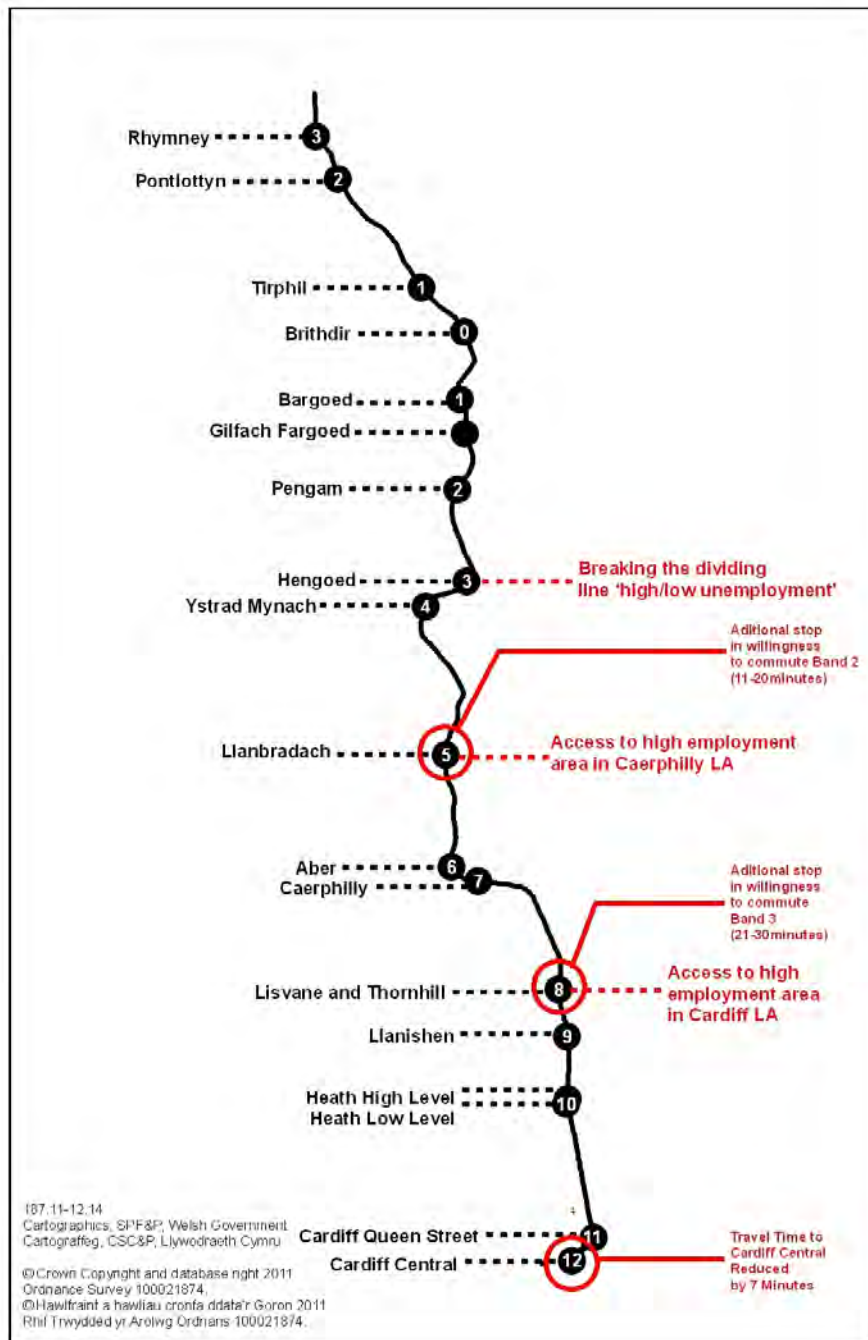 Rhymney
3
Pontlottyn
2
Tirphil
1
Brithdir
0
Bargoed
1
Gilfach Fargoed
Pengam
2
Hengoed
3
Breaking the dividing
line 'high/low unemployment'
Ystrad Mynach
4
Aditional stop
in willingness
to commute Band 2
(11-20minutes)
Llanbradach
5
Access to high employment
area in Caerphilly LA
Aber
6
Caerphilly
7
Aditional stop
in willingness
to commute
Band 3
(21-30minutes)
Lisvane and Thornhill
8
Access to high
employment area
in Cardiff LA
Llanishen
9
Heath High Level
Heath Low Level
10
Cardiff Queen Street
11
Cardiff Central
12
Travel Time to
Cardiff Central
Reduced
by 7 Minutes
187.11-12.14
Cartographics, SPF&P, Welsh Government
Cartograffeg, CSC&P, Llywodraeth Cymru
© Crown Copyright and database right 2011
Ordnance Survey 100021874.
© Hawlfraint a hawliau cronfa ddata'r Goron 2011
Rhif Trwydded yr Arolwg Ordnans 100021874.